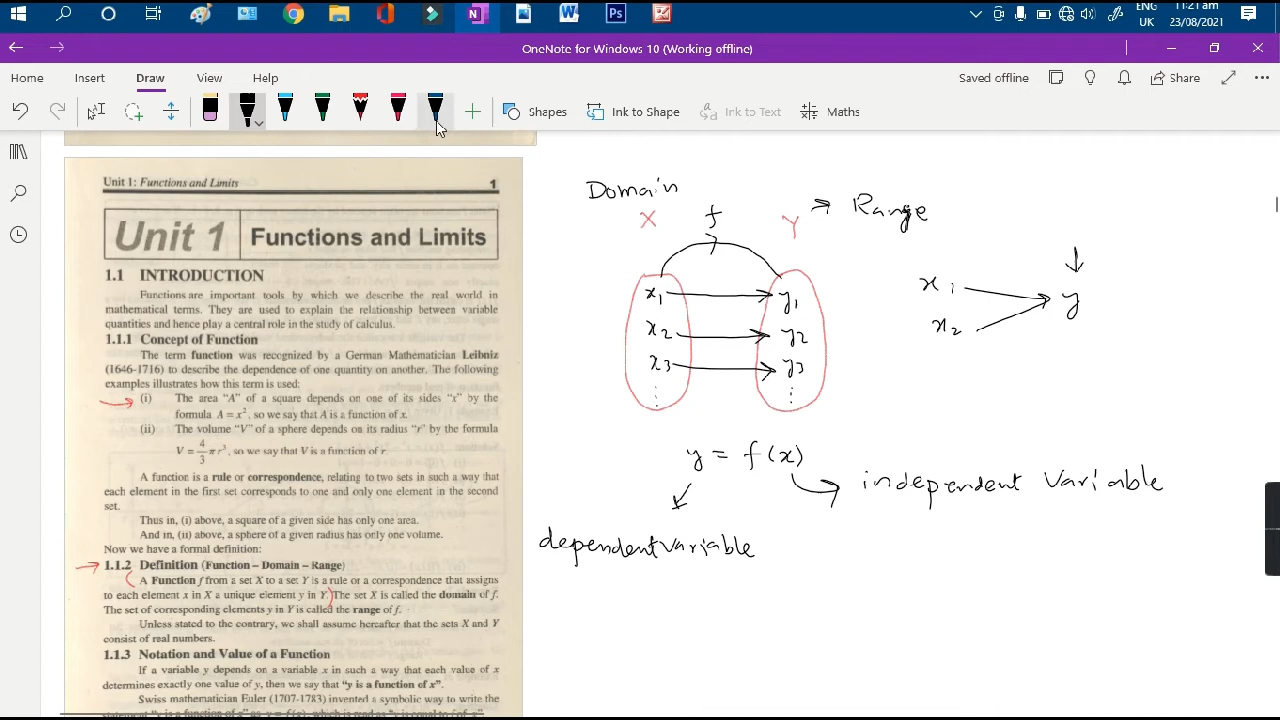 11:21 am
ENG
UK
23/08/2021
OneNote for Windows 10 (Working offline)
Home Insert Draw View Help
Saved offline
Share
Shapes
Ink to Shape
Ink to Text
Maths
Unit 1: Functions and Limits 1
Unit 1 Functions and Limits
1.1 INTRODUCTION
Functions are important tools by which we describe the real world in
mathematical terms. They are used to explain the relationship between variable
quantities and hence play a central role in the study of calculus.
1.1.1 Concept of Function
The term function was recognized by a German Mathematician Leibniz
(1646-1716) to describe the dependence of one quantity on another. The following
examples illustrates how this term is used:
(i) The area "A" of a square depends on one of its sides "x" by the
formula A = x², so we say that A is a function of x.
(ii) The volume "V" of a sphere depends on its radius "r" by the formula
V = 4/3 π r³, so we say that V is a function of r.
A function is a rule or correspondence, relating to two sets in such a way that
each element in the first set corresponds to one and only one element in the second
set.
Thus in, (i) above, a square of a given side has only one area.
And in, (ii) above, a sphere of a given radius has only one volume.
Now we have a formal definition:
1.1.2 Definition (Function – Domain – Range)
A Function f from a set X to a set Y is a rule or a correspondence that assigns
to each element x in X a unique element y in Y. The set X is called the domain of f.
The set of corresponding elements y in Y is called the range of f.
Unless stated to the contrary, we shall assume hereafter that the sets X and Y
consist of real numbers.
1.1.3 Notation and Value of a Function
If a variable y depends on a variable x in such a way that each value of x
determines exactly one value of y, then we say that "y is a function of x".
Swiss mathematician Euler (1707-1783) invented a symbolic way to write the
statement "y is a function of x" as y = f(x), which is read as "y is equal to f of x"
Domain
X f Y → Range
x₁ y₁
x₂ y₂
x₃ y₃
⋮ ⋮
x₁ y
x₂
y = f(x)
independent variable
dependent variable